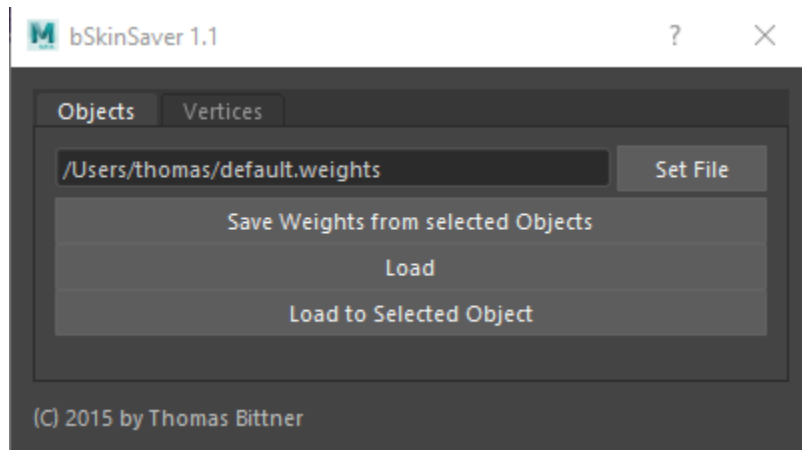 bSkinSaver 1.1
Objects Vertices
/Users/thomas/default.weights Set File
Save Weights from selected Objects
Load
Load to Selected Object
(C) 2015 by Thomas Bittner